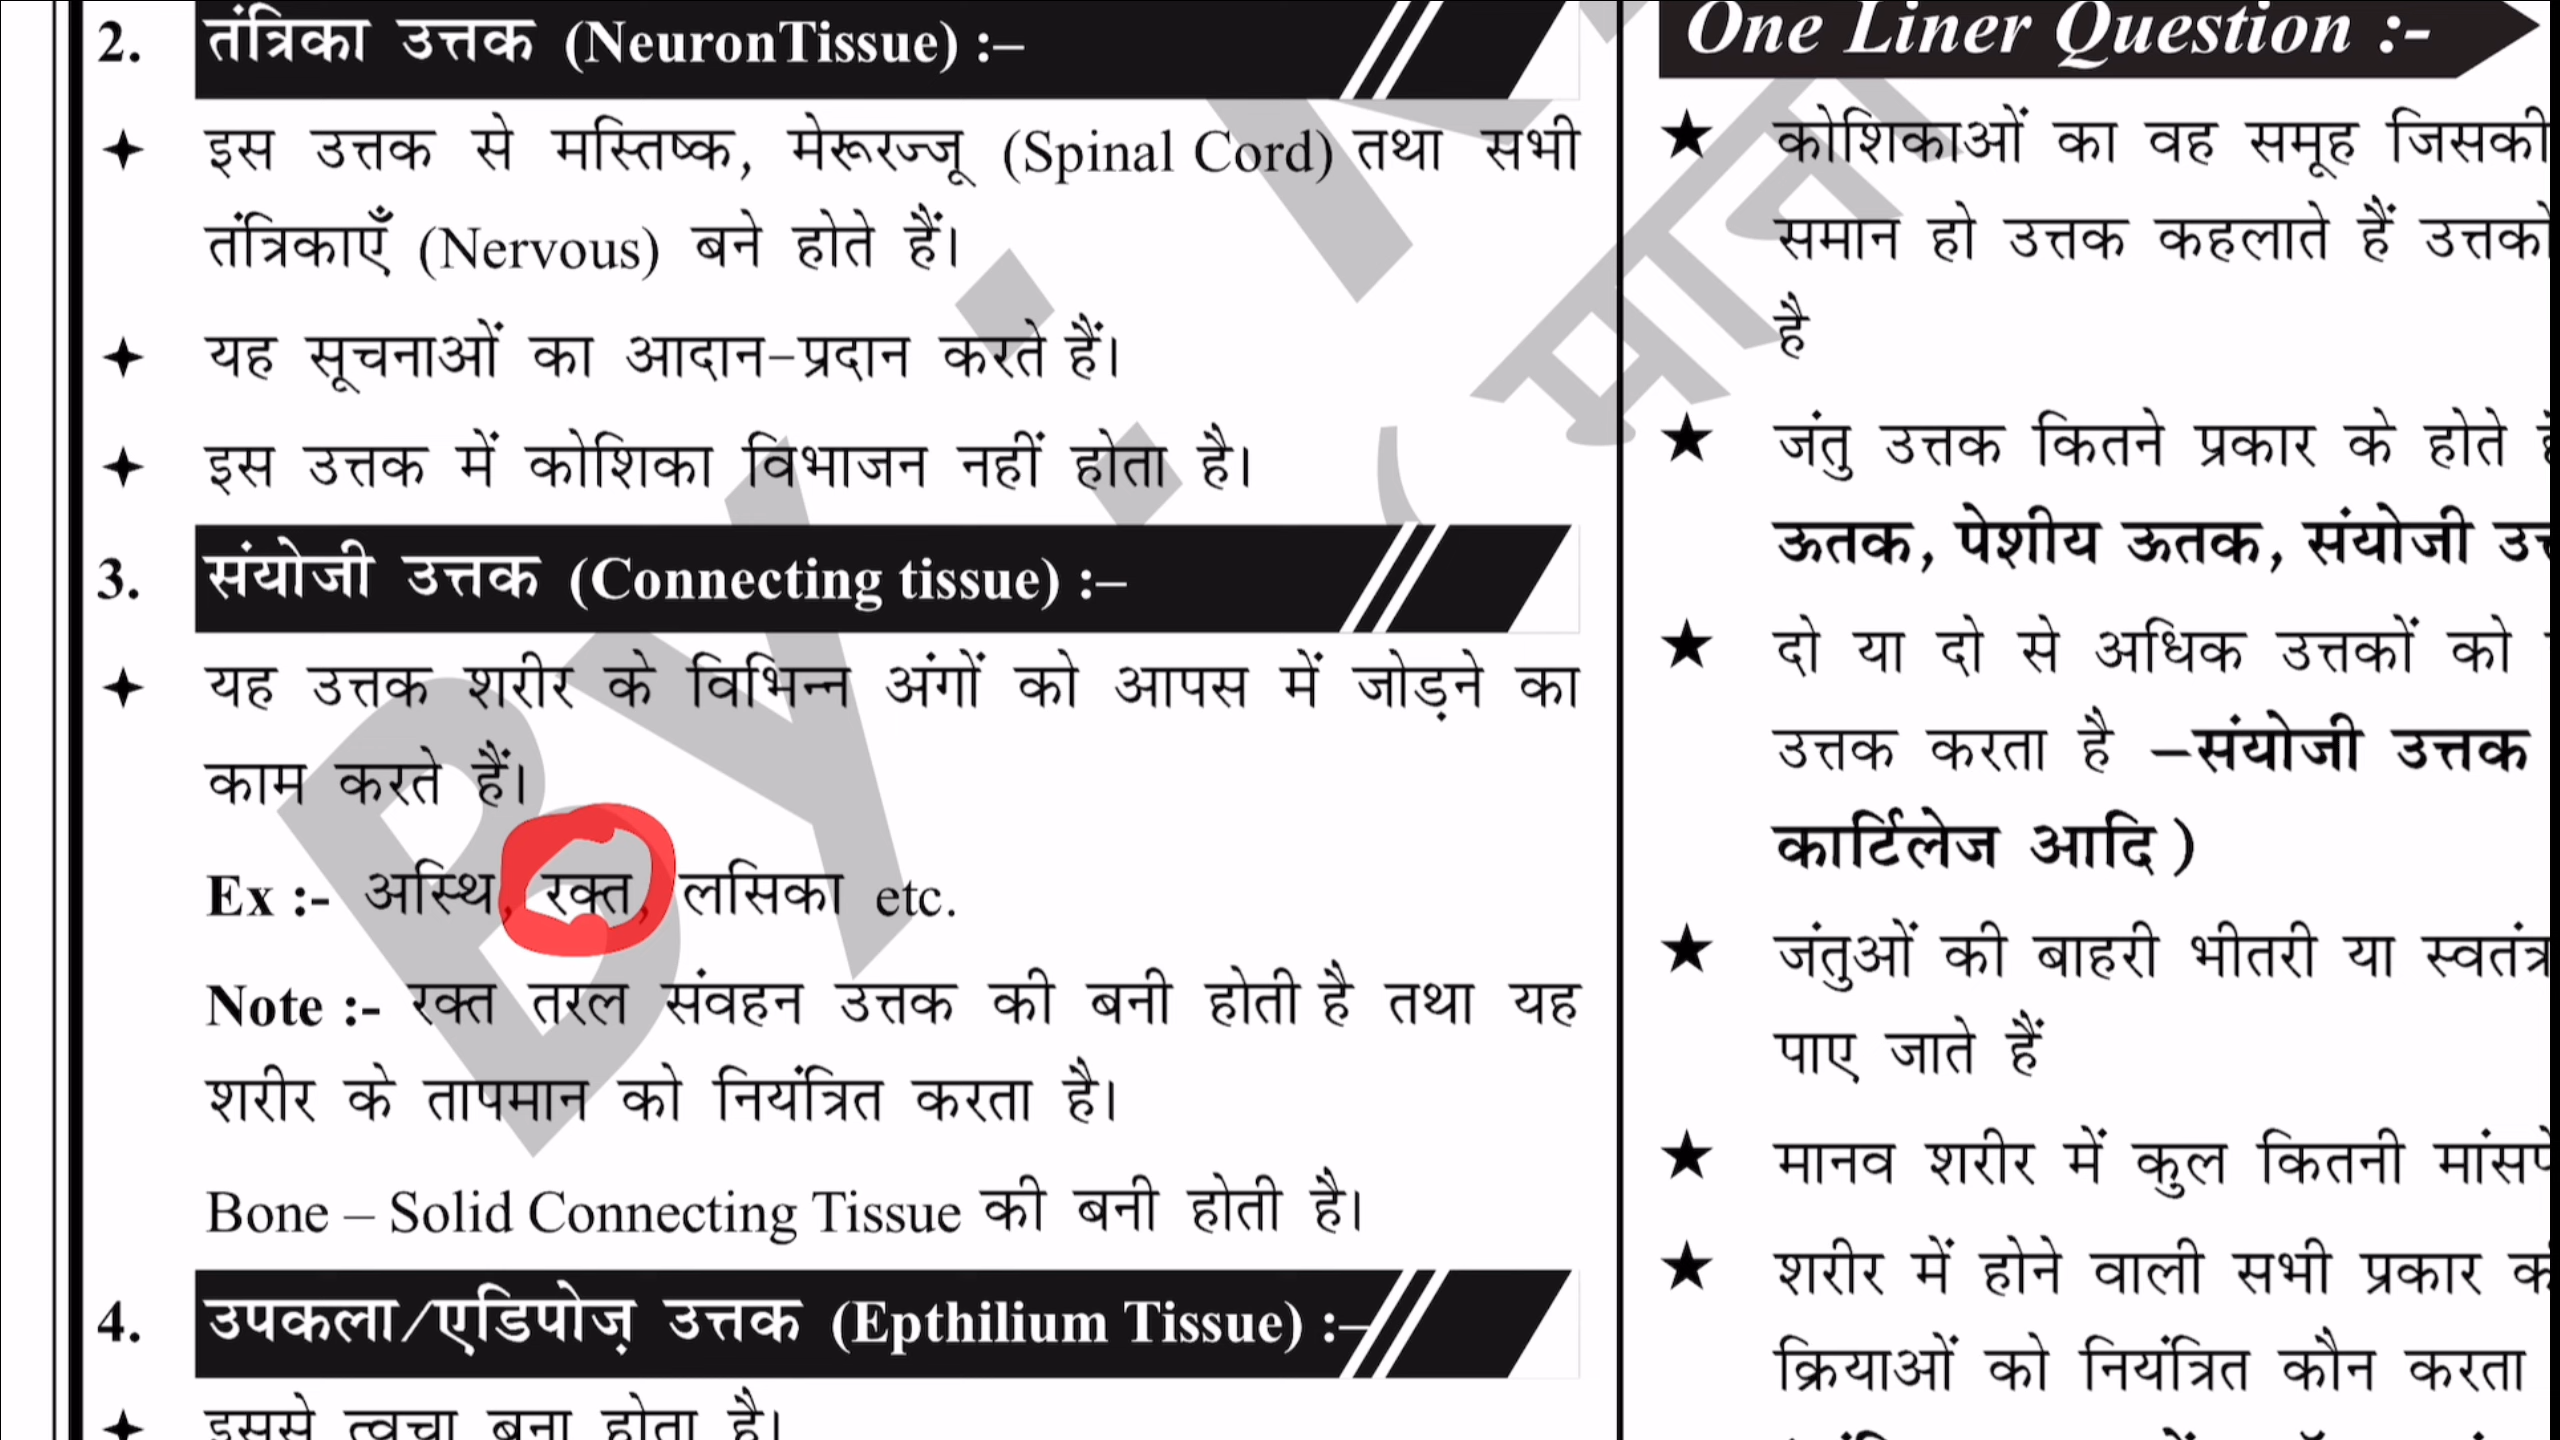 2. तंत्रिका उत्तक (NeuronTissue) :–
इस उत्तक से मस्तिष्क, मेरूरज्जू (Spinal Cord) तथा सभी
तंत्रिकाएँ (Nervous) बने होते हैं।
यह सूचनाओं का आदान–प्रदान करते हैं।
इस उत्तक में कोशिका विभाजन नहीं होता है।
3. संयोजी उत्तक (Connecting tissue) :–
यह उत्तक शरीर के विभिन्न अंगों को आपस में जोड़ने का
काम करते हैं।
Ex :- अस्थि, रक्त, लसिका etc.
Note :- रक्त तरल संवहन उत्तक की बनी होती है तथा यह
शरीर के तापमान को नियंत्रित करता है।
Bone – Solid Connecting Tissue की बनी होती है।
4. उपकला/एडिपोज़ उत्तक (Epthilium Tissue) :–
इससे त्वचा बना होता है।
One Liner Question :-
★ कोशिकाओं का वह समूह जिसकी
समान हो उत्तक कहलाते हैं
है
★ जंतु उत्तक कितने प्रकार के होते
ऊतक, पेशीय ऊतक, संयोजी
★ दो या दो से अधिक उत्तकों को
उत्तक करता है –संयोजी उत्तक
कार्टिलेज आदि )
★ जंतुओं की बाहरी भीतरी या स्वतंत्र
पाए जाते हैं
★ मानव शरीर में कुल कितनी
★ शरीर में होने वाली सभी प्रकार
क्रियाओं को नियंत्रित कौन करता
By.